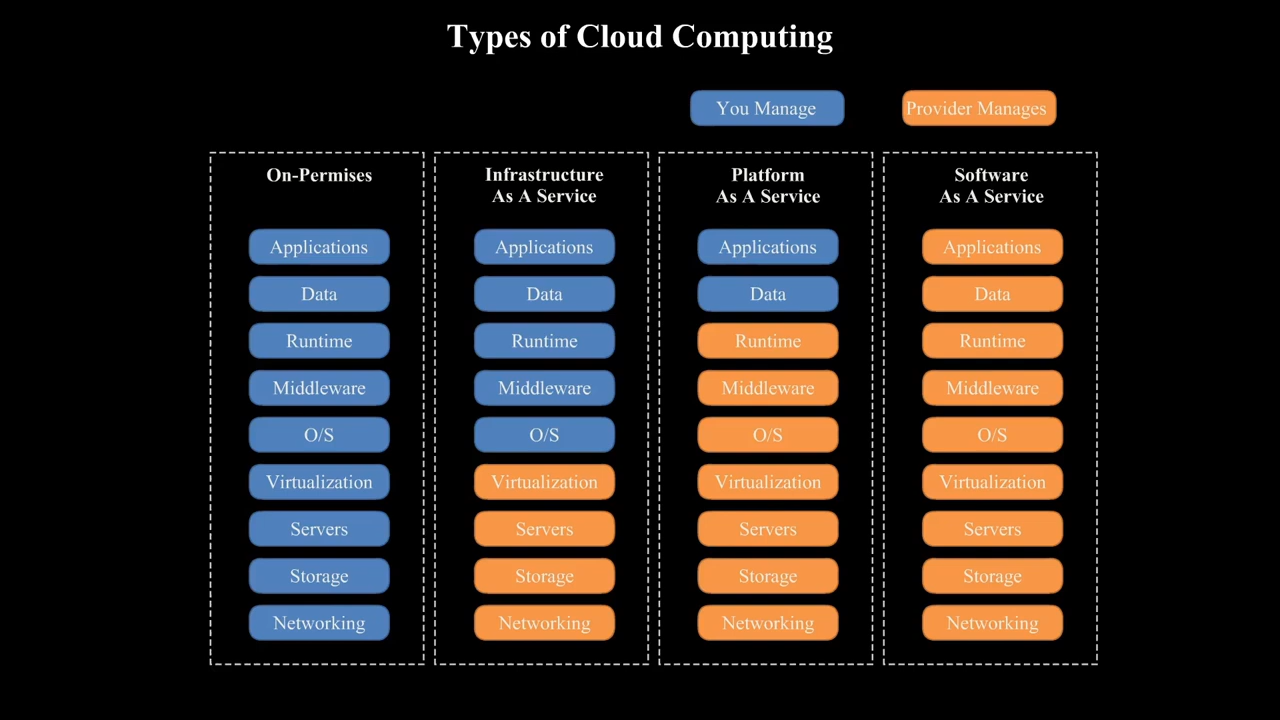 Types of Cloud Computing
You Manage
Provider Manages
On-Permises
Applications
Data
Runtime
Middleware
O/S
Virtualization
Servers
Storage
Networking
Infrastructure
As A Service
Applications
Data
Runtime
Middleware
O/S
Virtualization
Servers
Storage
Networking
Platform
As A Service
Applications
Data
Runtime
Middleware
O/S
Virtualization
Servers
Storage
Networking
Software
As A Service
Applications
Data
Runtime
Middleware
O/S
Virtualization
Servers
Storage
Networking